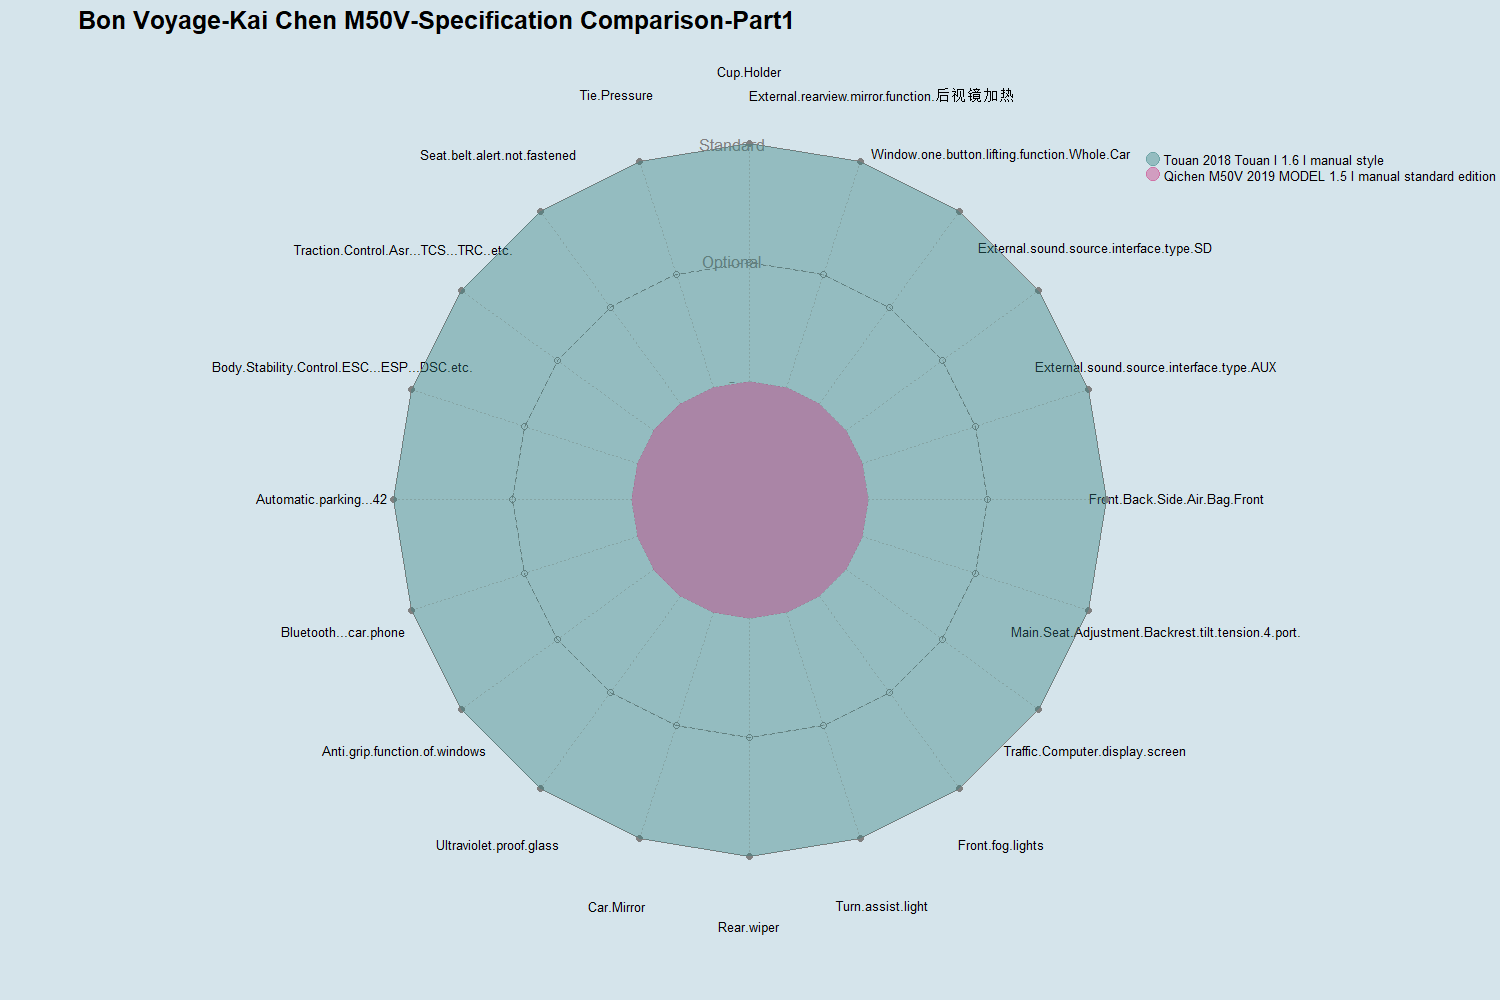 Bon Voyage-Kai Chen M50V-Specification Comparison-Part1
Cup.Holder
Tie.Pressure
External.rearview.mirror.function.后视镜加热
Standard
Seat.belt.alert.not.fastened
Window.one.button.lifting.function.Whole.Car
Touan 2018 Touan l 1.6 l manual style
Qichen M50V 2019 MODEL 1.5 l manual standard edition
Traction.Control.Asr...TCS...TRC..etc.
External.sound.source.interface.type.SD
Optional
Body.Stability.Control.ESC...ESP...DSC.etc.
External.sound.source.interface.type.AUX
-
Automatic.parking...42
Front.Back.Side.Air.Bag.Front
Bluetooth...car.phone
Main.Seat.Adjustment.Backrest.tilt.tension.4.port.
Anti.grip.function.of.windows
Traffic.Computer.display.screen
Ultraviolet.proof.glass
Front.fog.lights
Car.Mirror
Turn.assist.light
Rear.wiper